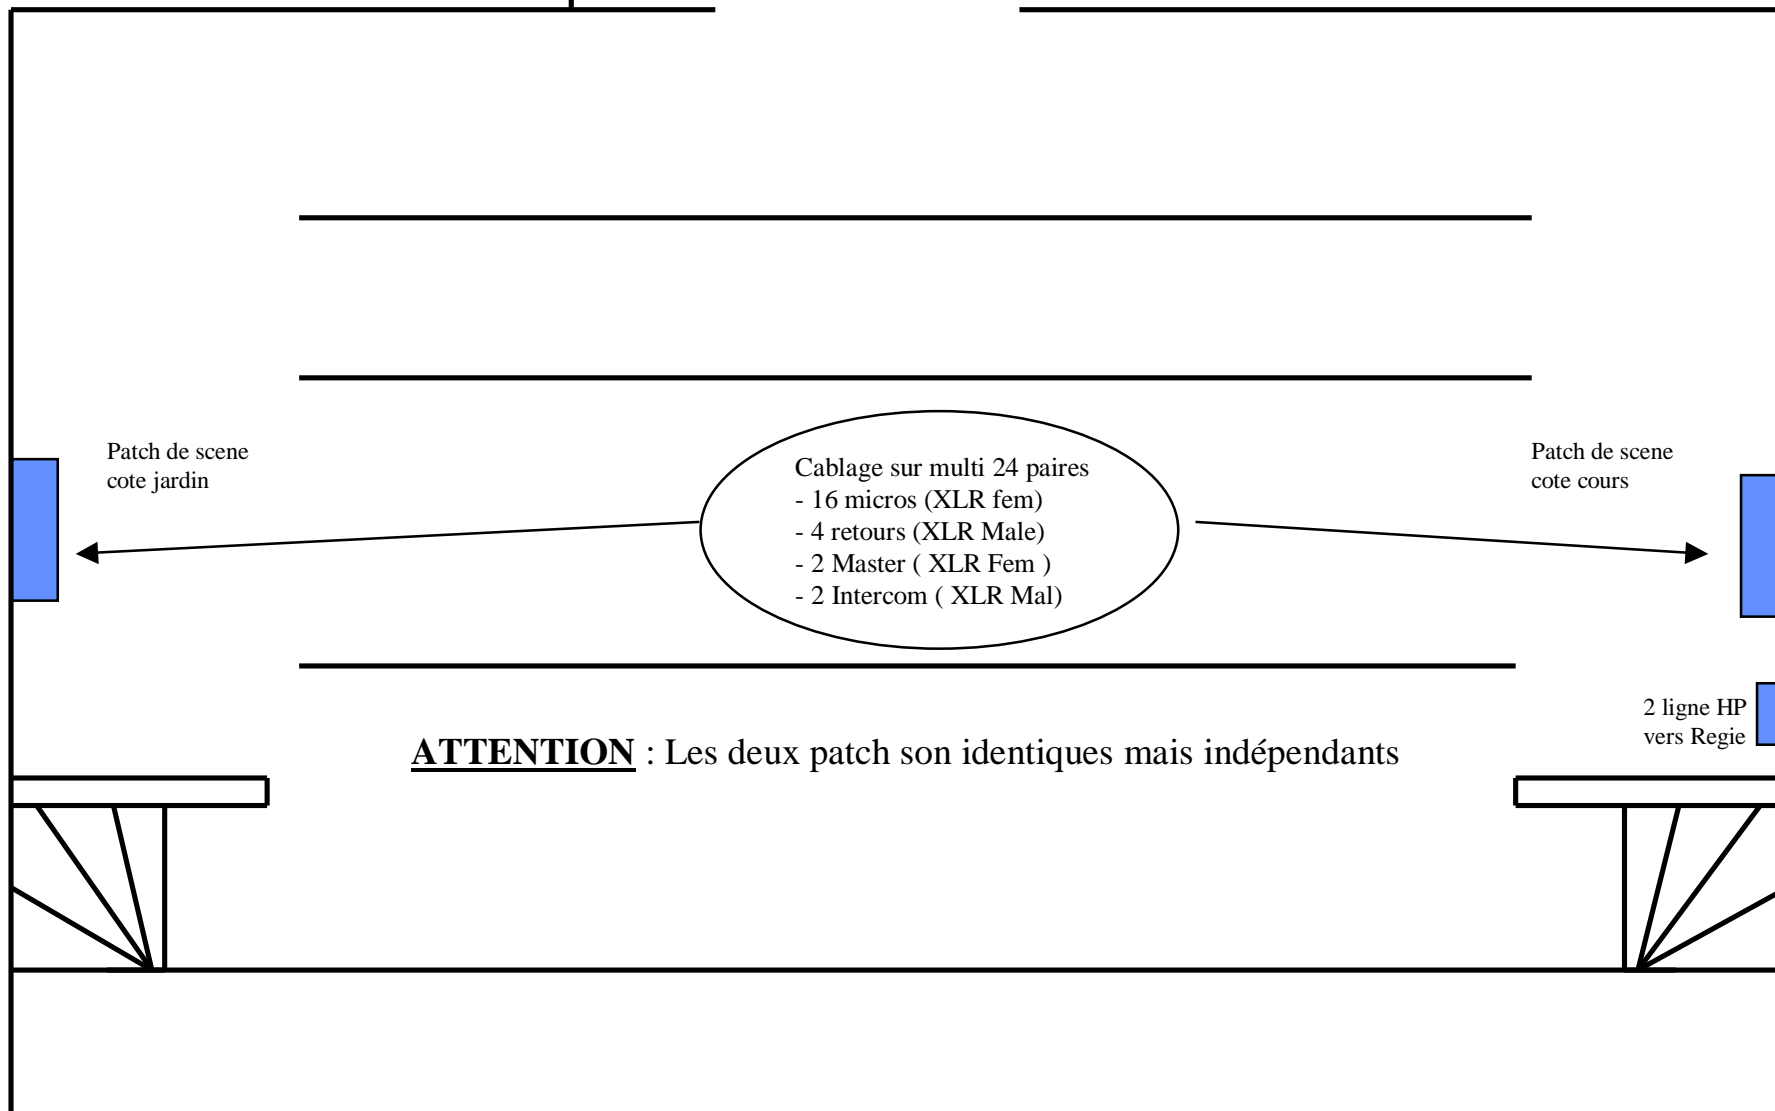 Patch de scene
cote jardin
Cablage sur multi 24 paires
- 16 micros (XLR fem)
- 4 retours (XLR Male)
- 2 Master ( XLR Fem )
- 2 Intercom ( XLR Mal)
Patch de scene
cote cours
2 ligne HP
vers Regie
ATTENTION : Les deux patch son identiques mais indépendants